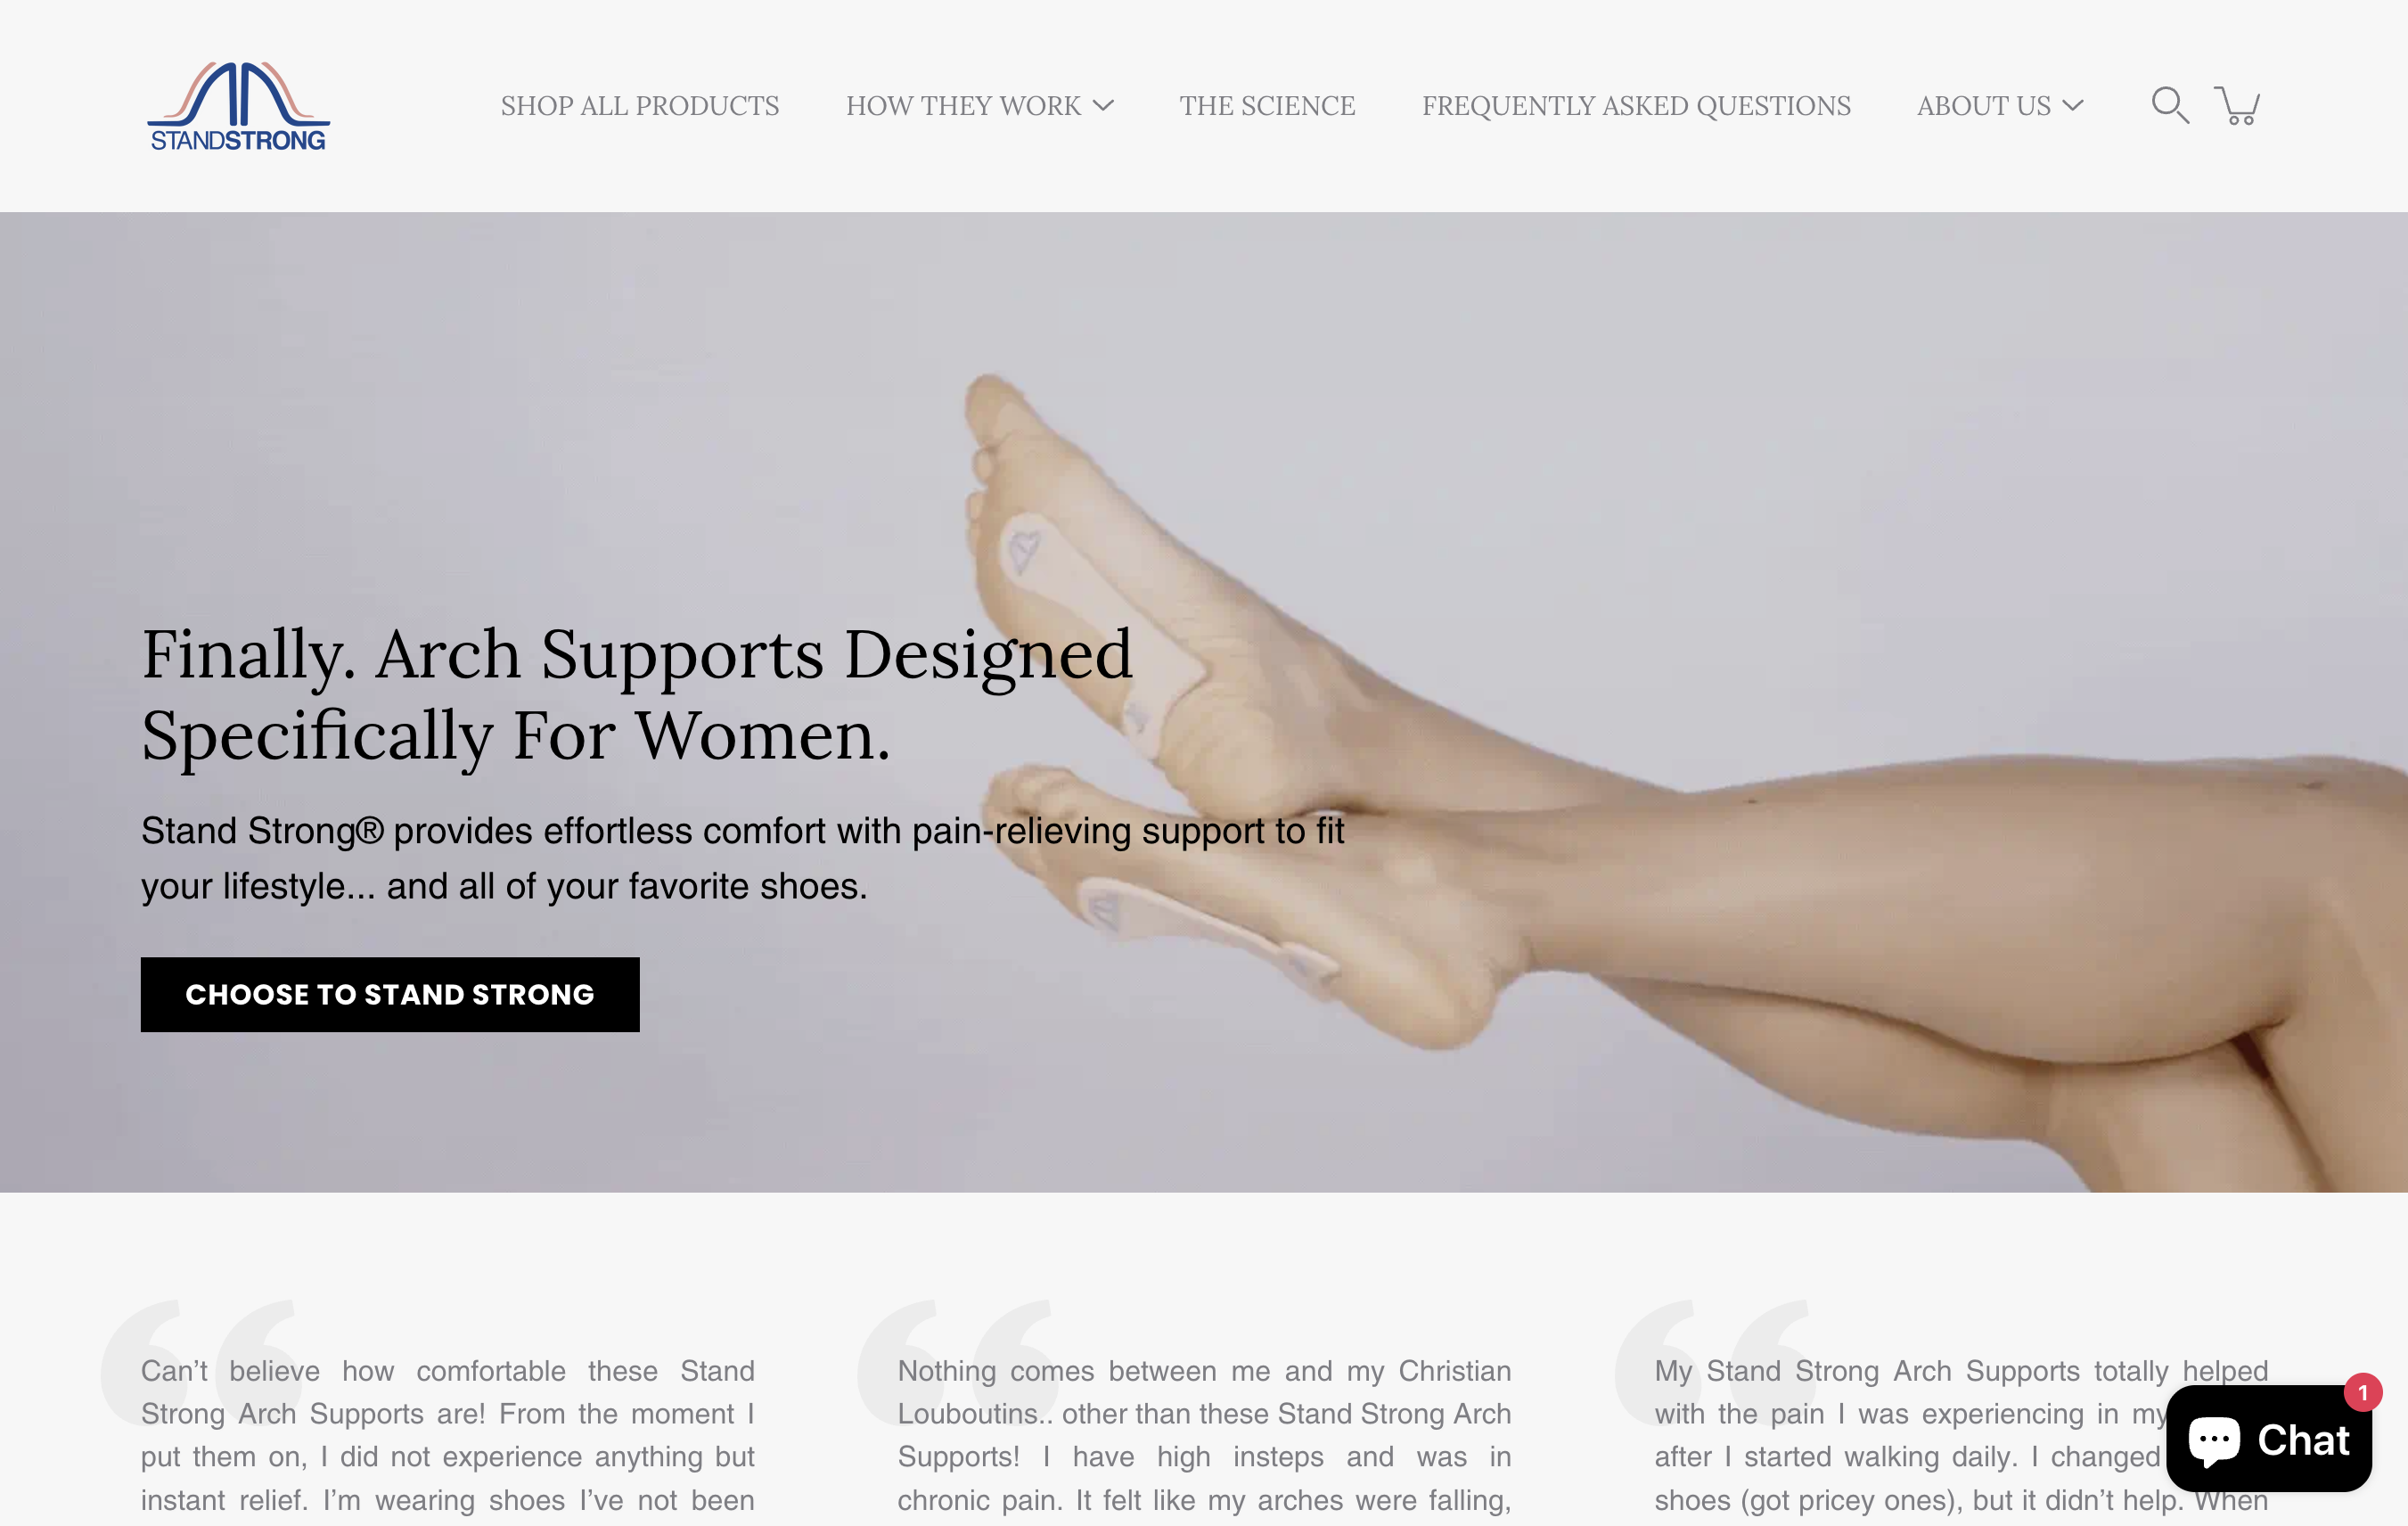 STANDSTRONG
SHOP ALL PRODUCTS
HOW THEY WORK
THE SCIENCE
FREQUENTLY ASKED QUESTIONS
ABOUT US
Finally. Arch Supports Designed
Specifically For Women.
Stand Strong® provides effortless comfort with pain-relieving support to fit
your lifestyle... and all of your favorite shoes.
CHOOSE TO STAND STRONG
Can’t believe how comfortable these Stand
Strong Arch Supports are! From the moment I
put them on, I did not experience anything but
instant relief. I’m wearing shoes I’ve not been
Nothing comes between me and my Christian
Louboutins.. other than these Stand Strong Arch
Supports! I have high insteps and was in
chronic pain. It felt like my arches were falling,
My Stand Strong Arch Supports totally helped
with the pain I was experiencing in my
after I started walking daily. I changed
shoes (got pricey ones), but it didn’t help. When
Chat
1